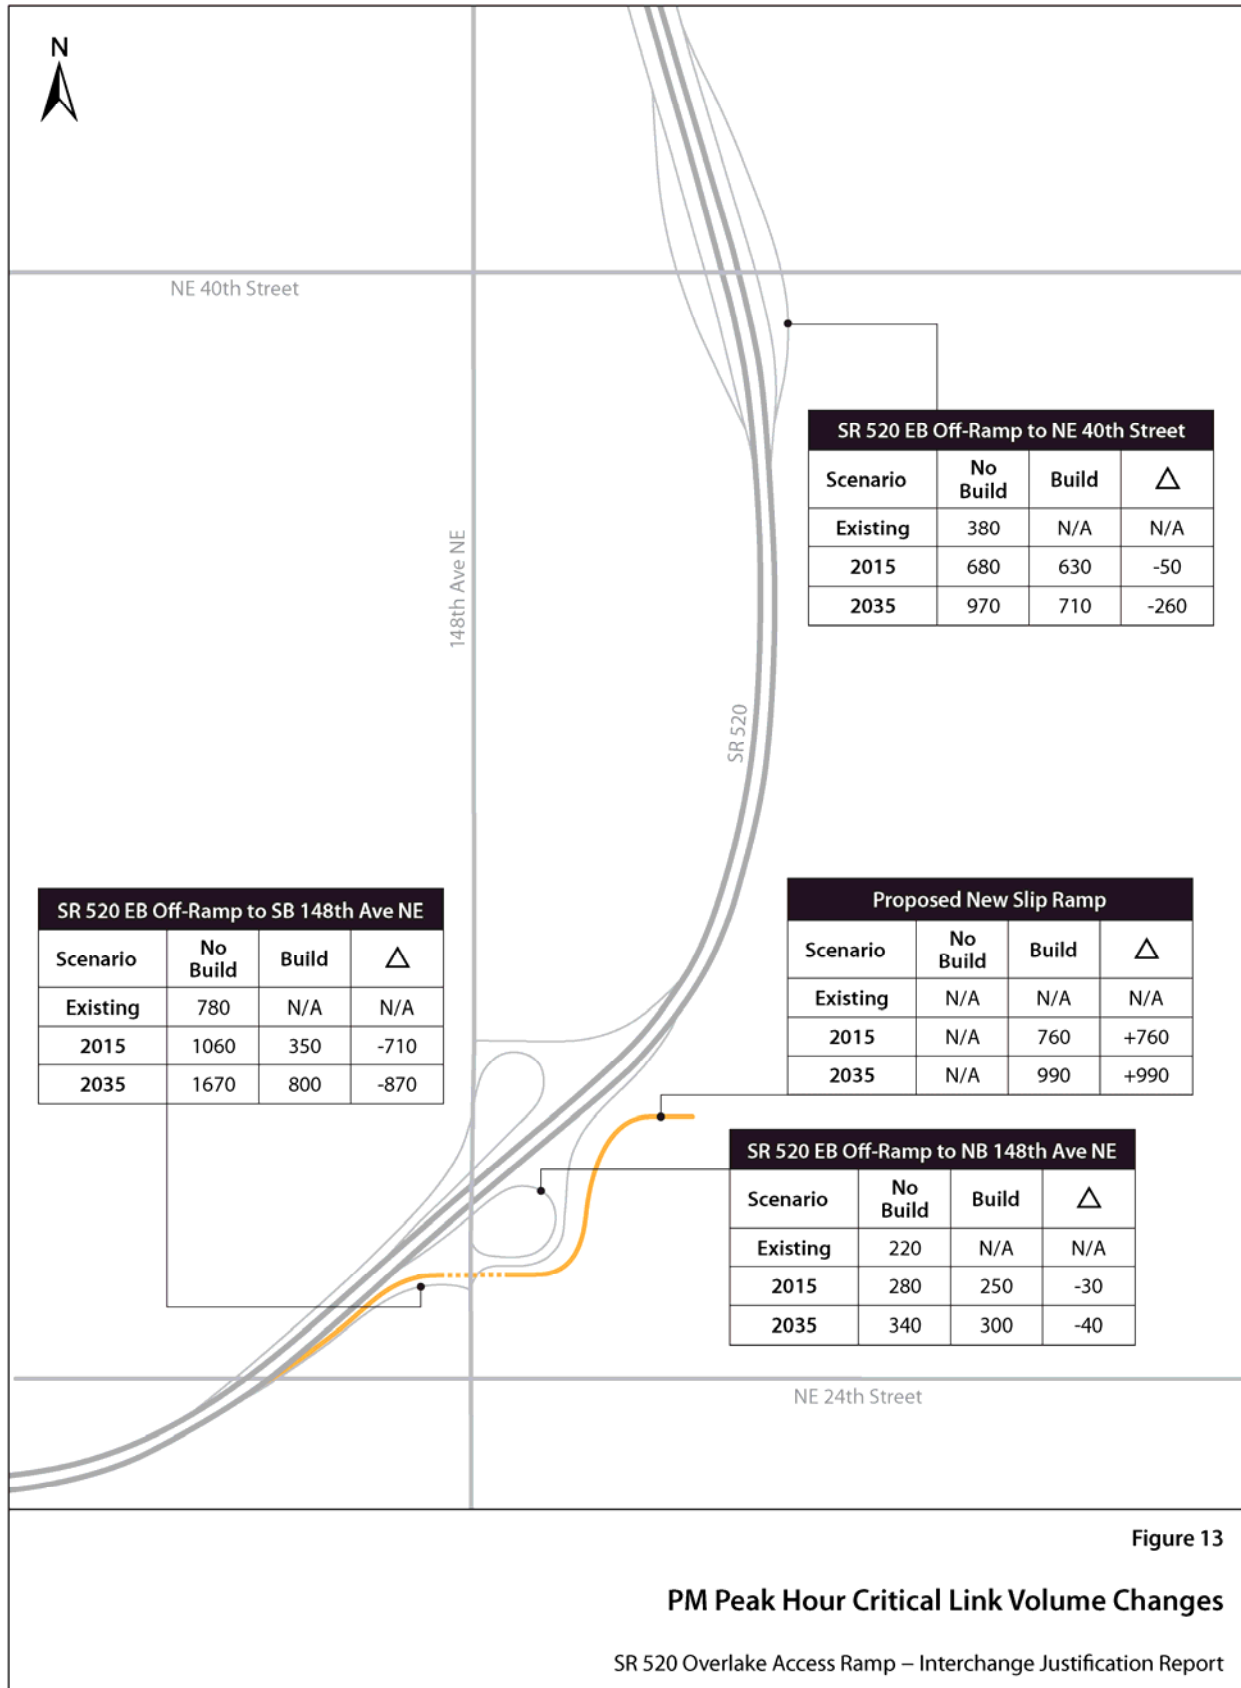 N
NE 40th Street
148th Ave NE
SR 520
SR 520 EB Off-Ramp to NE 40th Street
Scenario No Build Build △
Existing 380 N/A N/A
2015 680 630 -50
2035 970 710 -260
SR 520 EB Off-Ramp to SB 148th Ave NE
Scenario No Build Build △
Existing 780 N/A N/A
2015 1060 350 -710
2035 1670 800 -870
Proposed New Slip Ramp
Scenario No Build Build △
Existing N/A N/A N/A
2015 N/A 760 +760
2035 N/A 990 +990
SR 520 EB Off-Ramp to NB 148th Ave NE
Scenario No Build Build △
Existing 220 N/A N/A
2015 280 250 -30
2035 340 300 -40
NE 24th Street
Figure 13
PM Peak Hour Critical Link Volume Changes
SR 520 Overlake Access Ramp – Interchange Justification Report